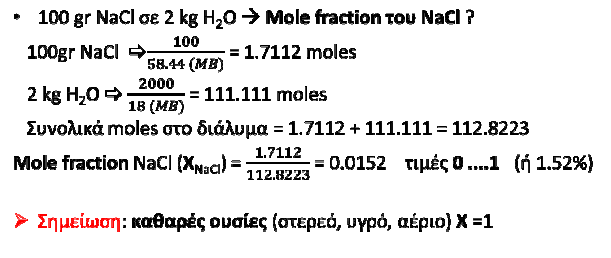 • 100 gr NaCl σε 2 kg H₂O → Mole fraction του NaCl ?
100gr NaCl ⇨ 100 / 58.44 (MB) = 1.7112 moles
2 kg H₂O ⇨ 2000 / 18 (MB) = 111.111 moles
Συνολικά moles στο διάλυμα = 1.7112 + 111.111 = 112.8223
Mole fraction NaCl (X_NaCl) = 1.7112 / 112.8223 = 0.0152 τιμές 0 ....1 (ή 1.52%)
➢ Σημείωση: καθαρές ουσίες (στερεό, υγρό, αέριο) X =1